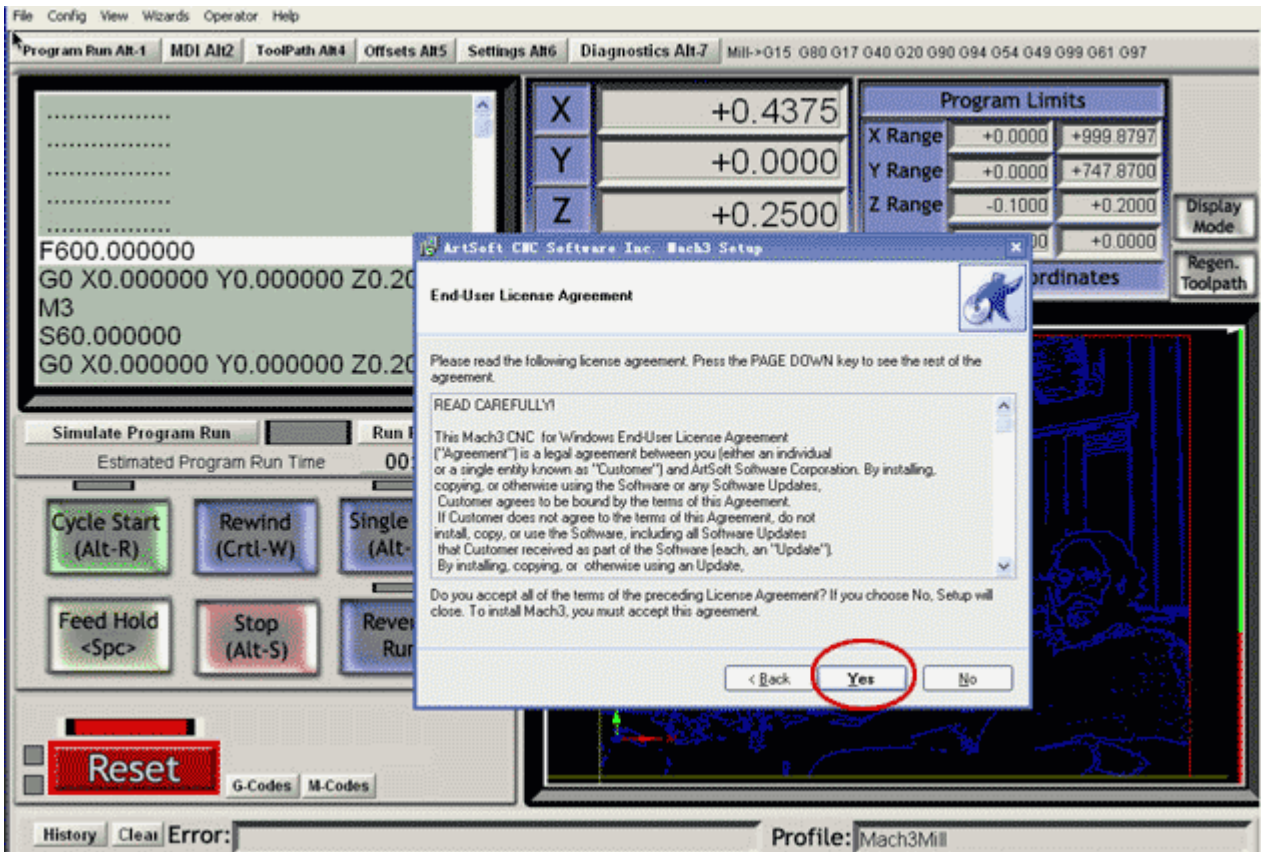 File Config View Wizards Operator Help
Program Run Alt-1 MDI Alt2 ToolPath Alt4 Offsets Alt5 Settings Alt6 Diagnostics Alt-7 Mill->G15 G80 G17 G40 G20 G90 G94 G54 G49 G99 G61 G97
................
................
................
................
................
F600.000000
G0 X0.000000 Y0.000000 Z0.20
M3
S60.000000
G0 X0.000000 Y0.000000 Z0.20
X +0.4375
Y +0.0000
Z +0.2500
Program Limits
X Range +0.0000 +999.8797
Y Range +0.0000 +747.8700
Z Range -0.1000 +0.2000
00 +0.0000
rdinates
Display
Mode
Regen.
Toolpath
ArtSoft CNC Software Inc. Mach3 Setup
End-User License Agreement
Please read the following license agreement. Press the PAGE DOWN key to see the rest of the
agreement.
READ CAREFULLY!
This Mach3 CNC for Windows End-User License Agreement
("Agreement") is a legal agreement between you (either an individual
or a single entity known as "Customer") and ArtSoft Software Corporation. By installing,
copying, or otherwise using the Software or any Software Updates,
Customer agrees to be bound by the terms of this Agreement.
If Customer does not agree to the terms of this Agreement, do not
install, copy, or use the Software, including all Software Updates
that Customer received as part of the Software (each, an "Update").
By installing, copying, or otherwise using an Update,
Do you accept all of the terms of the preceding License Agreement? If you choose No, Setup will
close. To install Mach3, you must accept this agreement.
< Back Yes No
Simulate Program Run Run
Estimated Program Run Time 00:
Cycle Start
(Alt-R)
Rewind
(Crtl-W)
Single
(Alt-
Feed Hold
<Spc>
Stop
(Alt-S)
Rever
Run
Reset
G-Codes M-Codes
History Clear Error:
Profile: Mach3Mill